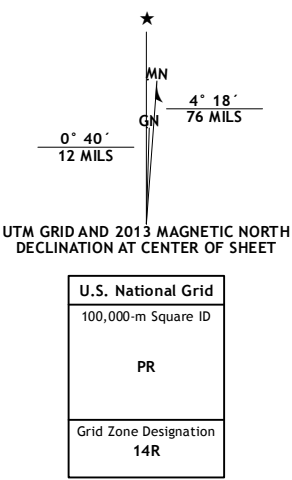 ★
MN
4° 18´
76 MILS
GN
0° 40´
12 MILS
UTM GRID AND 2013 MAGNETIC NORTH
DECLINATION AT CENTER OF SHEET
U.S. National Grid
100,000-m Square ID
PR
Grid Zone Designation
14R